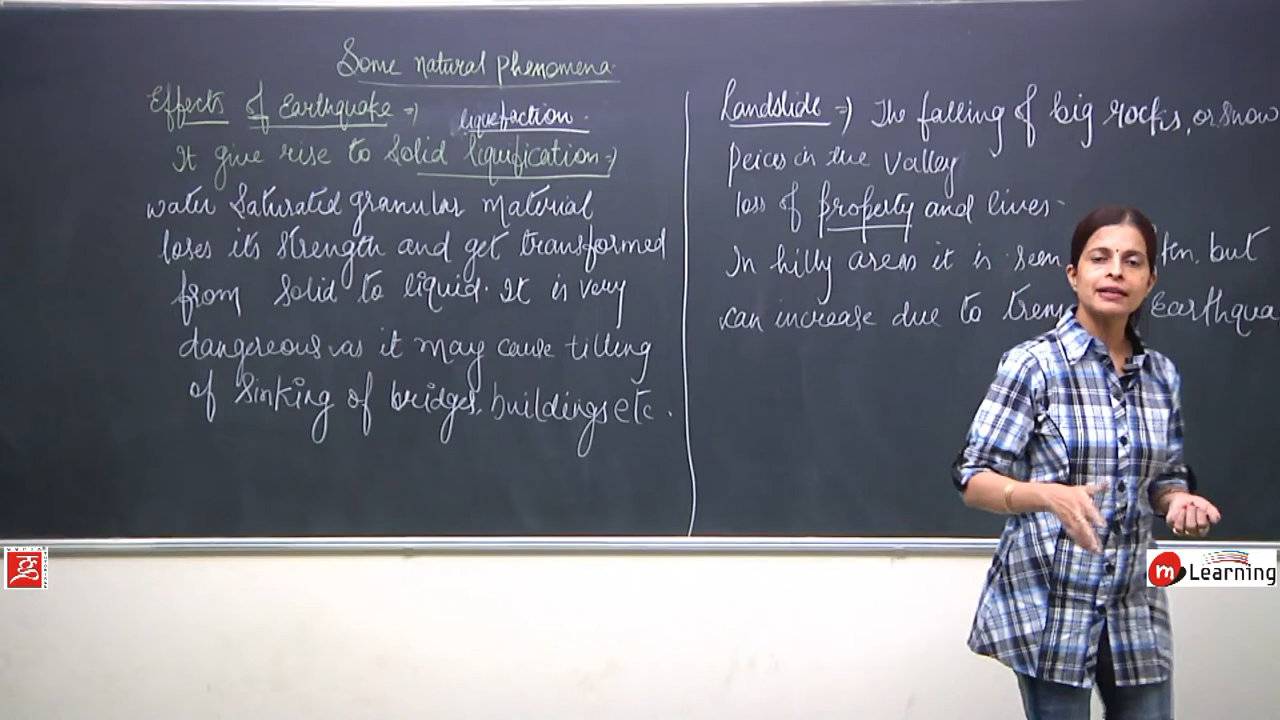 Some natural phenomena.
Effects of Earthquake => liquefaction.
It give rise to Solid liquification =>
water saturated granular material
loses its strength and get transformed
from solid to liquid. It is very
dangereous as it may cause tilting
of sinking of bridges, buildings etc.
Landslide => The falling of big rocks, or snow
peices in the valley
loss of property and lives.
In hilly areas it is seen but
can increase due to Earthqua
m Learning